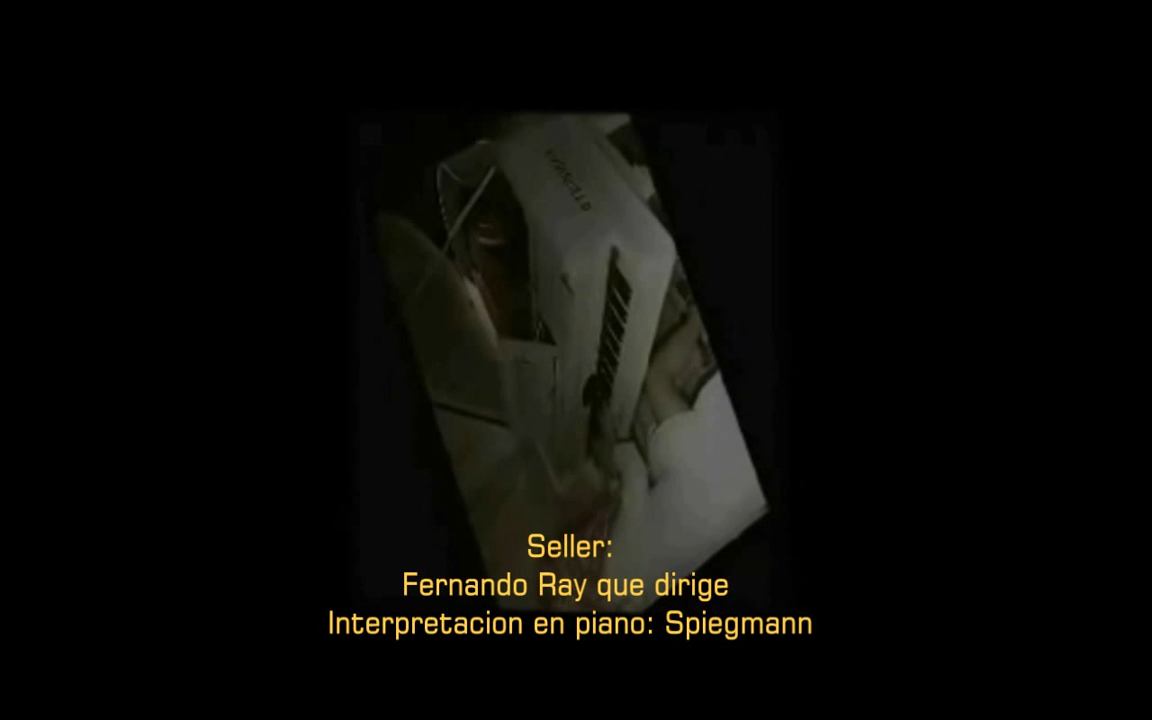 Seller:
Fernando Ray que dirige
Interpretacion en piano: Spiegmann